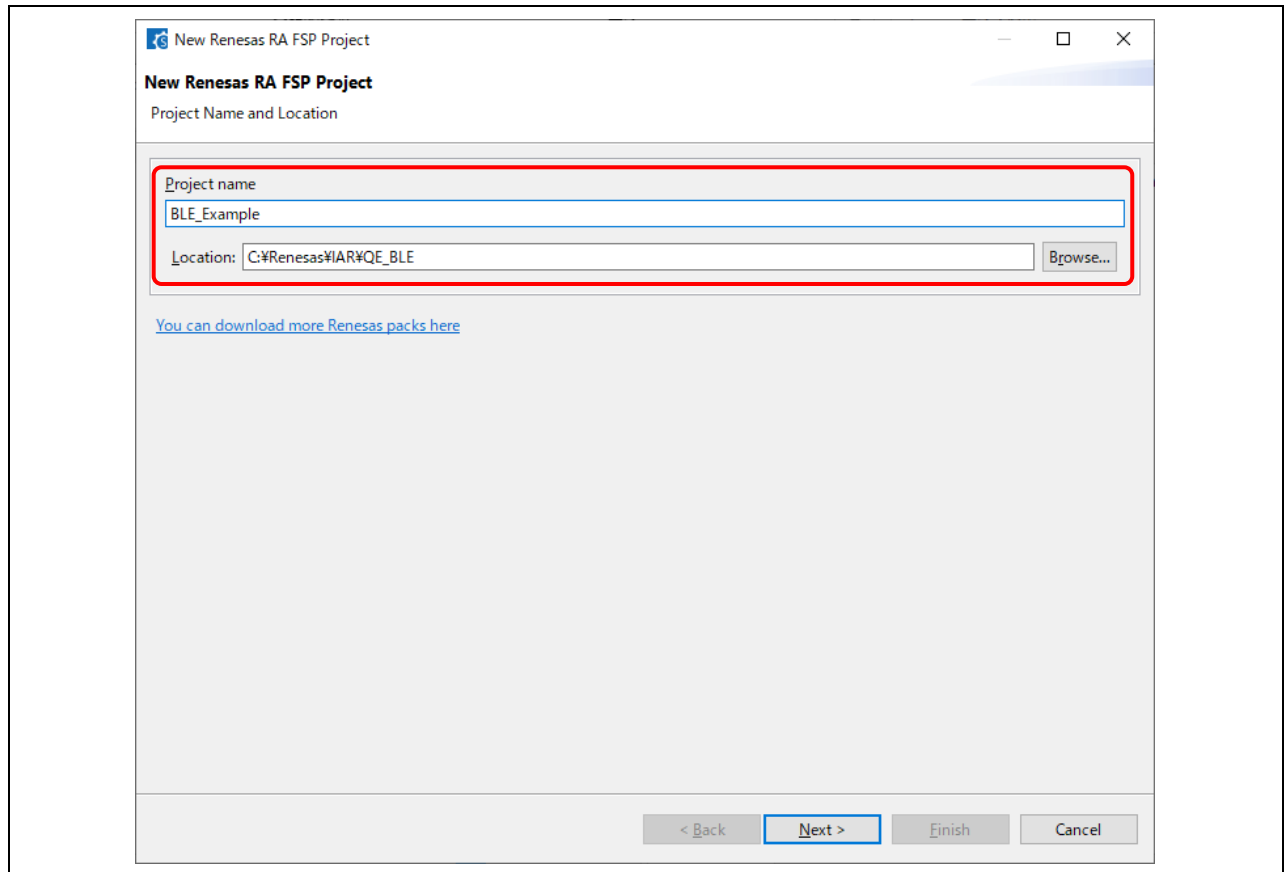 New Renesas RA FSP Project
New Renesas RA FSP Project
Project Name and Location
Project name
BLE_Example
Location: C:¥Renesas¥IAR¥QE_BLE Browse...
You can download more Renesas packs here
< Back Next > Finish Cancel